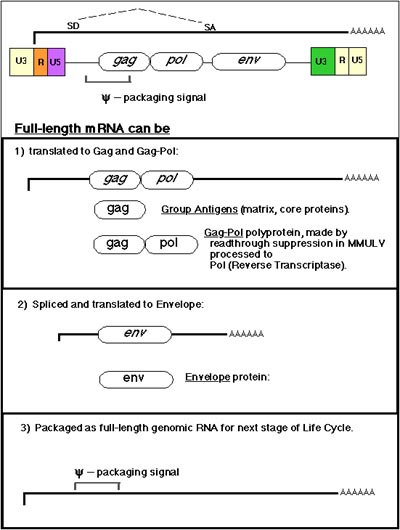 SD SA AAAAAA
U3 R U5 gag pol env U3 R U5
Ψ – packaging signal
Full-length mRNA can be
1) translated to Gag and Gag-Pol:
gag pol AAAAAA
gag Group Antigens (matrix, core proteins).
gag pol Gag-Pol polyprotein, made by
readthrough suppression in MMULV
processed to
Pol (Reverse Transcriptase).
2) Spliced and translated to Envelope:
env AAAAAA
env Envelope protein:
3) Packaged as full-length genomic RNA for next stage of Life Cycle.
Ψ – packaging signal
AAAAAA